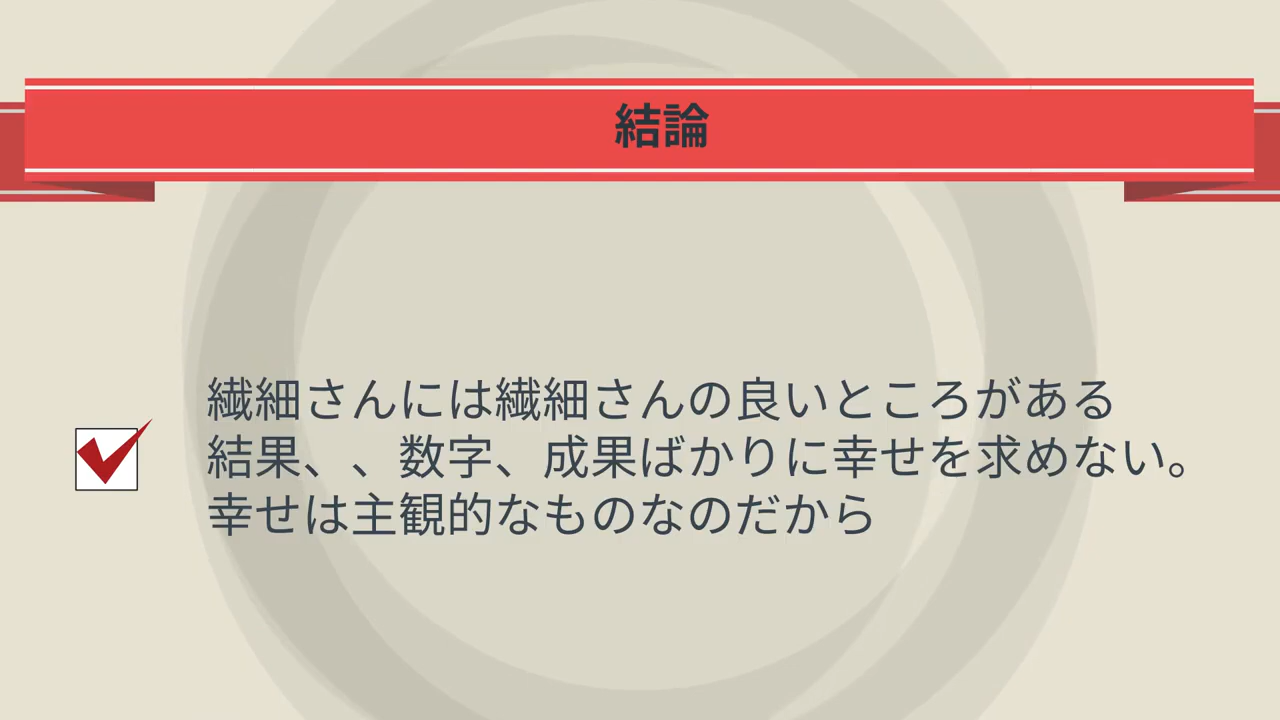 結論
繊細さんには繊細さんの良いところがある
結果、、数字、成果ばかりに幸せを求めない。
幸せは主観的なものなのだから